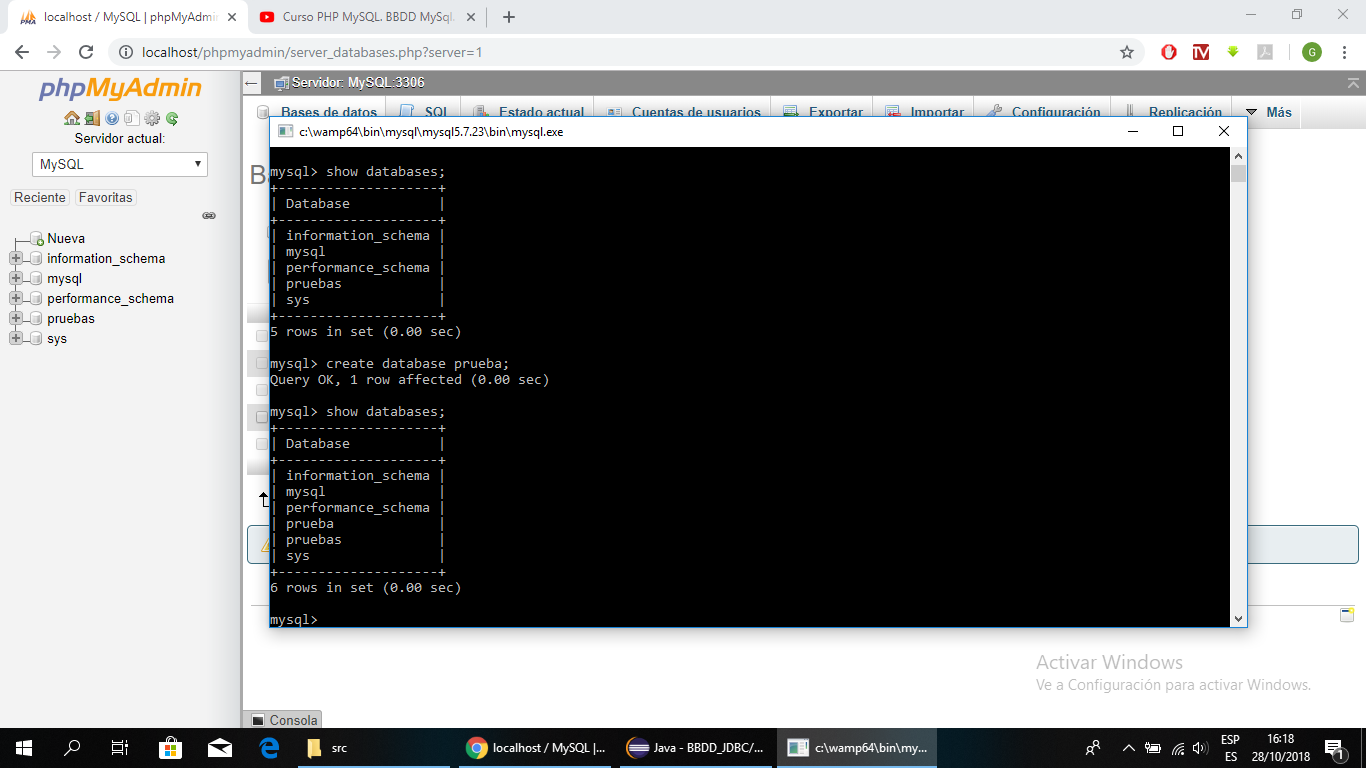 localhost / MySQL | phpMyAdmin
Curso PHP MySQL. BBDD MySql.
localhost/phpmyadmin/server_databases.php?server=1
G
phpMyAdmin
Servidor actual:
MySQL
Reciente Favoritas
Nueva
information_schema
mysql
performance_schema
pruebas
sys
Servidor: MySQL:3306
Bases de datos SQL Estado actual Cuentas de usuarios Exportar Importar Configuración Replicación Más
c:\wamp64\bin\mysql\mysql5.7.23\bin\mysql.exe
mysql> show databases;
+--------------------+
| Database           |
+--------------------+
| information_schema |
| mysql              |
| performance_schema |
| pruebas            |
| sys                |
+--------------------+
5 rows in set (0.00 sec)
mysql> create database prueba;
Query OK, 1 row affected (0.00 sec)
mysql> show databases;
+--------------------+
| Database           |
+--------------------+
| information_schema |
| mysql              |
| performance_schema |
| prueba             |
| pruebas            |
| sys                |
+--------------------+
6 rows in set (0.00 sec)
mysql>
Activar Windows
Ve a Configuración para activar Windows.
Consola
src
localhost / MySQL |...
Java - BBDD_JDBC/...
c:\wamp64\bin\my...
ESP
ES
16:18
28/10/2018
1